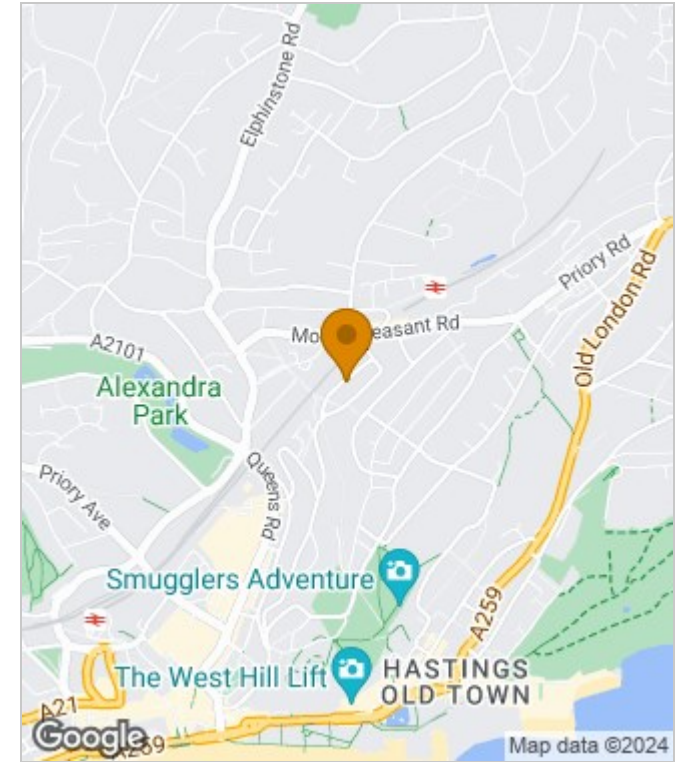 Elphinstone Rd
Priory Rd
Old London Rd
A2101
Alexandra
Park
Priory Ave
Queens Rd
Smugglers Adventure
A259
The West Hill Lift
HASTINGS
OLD TOWN
A21
Google
Map data ©2024